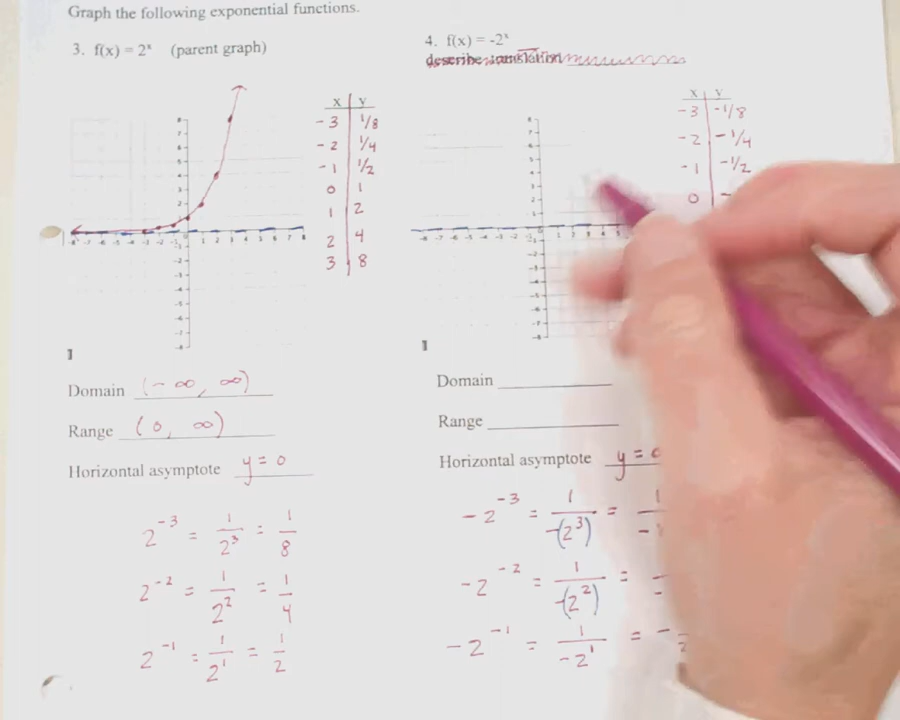 Graph the following exponential functions.
3. f(x) = 2ˣ (parent graph)
x | y
-3 | 1/8
-2 | 1/4
-1 | 1/2
0 | 1
1 | 2
2 | 4
3 | 8
Domain (-∞, ∞)
Range (0, ∞)
Horizontal asymptote y = 0
2⁻³ = 1/2³ = 1/8
2⁻² = 1/2² = 1/4
2⁻¹ = 1/2¹ = 1/2
4. f(x) = -2ˣ
describe translation
x | y
-3 | -1/8
-2 | -1/4
-1 | -1/2
0 | -
Domain
Range
Horizontal asymptote y =
-2⁻³ = 1/-(2³) = 1/-
-2⁻² = 1/-(2²) =
-2⁻¹ = 1/-2¹ = -